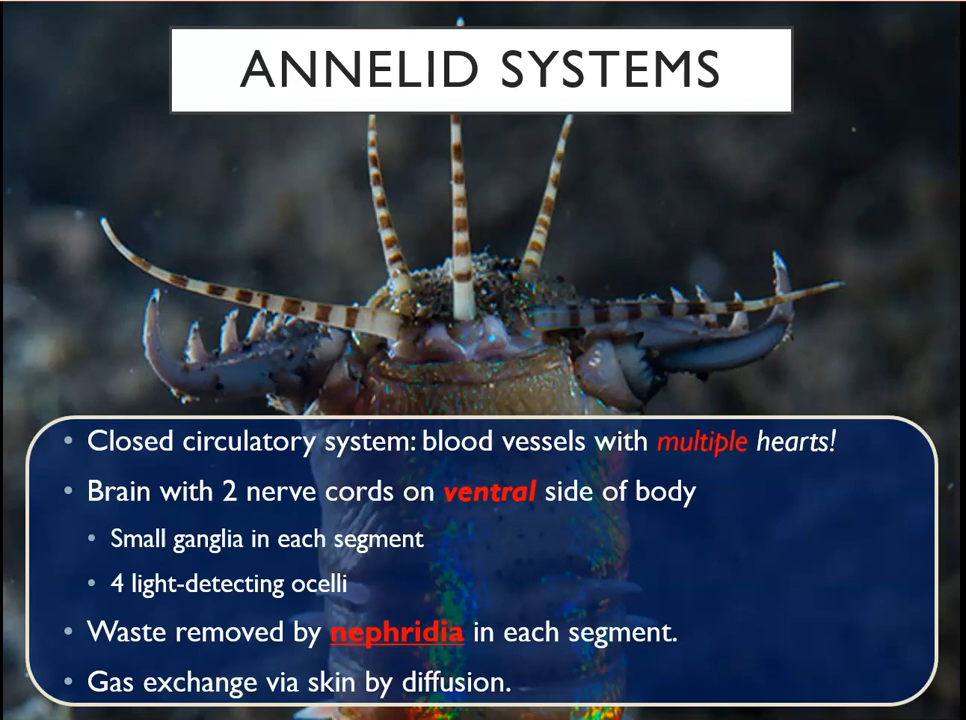 ANNELID SYSTEMS
• Closed circulatory system: blood vessels with multiple hearts!
• Brain with 2 nerve cords on ventral side of body
• Small ganglia in each segment
• 4 light-detecting ocelli
• Waste removed by nephridia in each segment.
• Gas exchange via skin by diffusion.